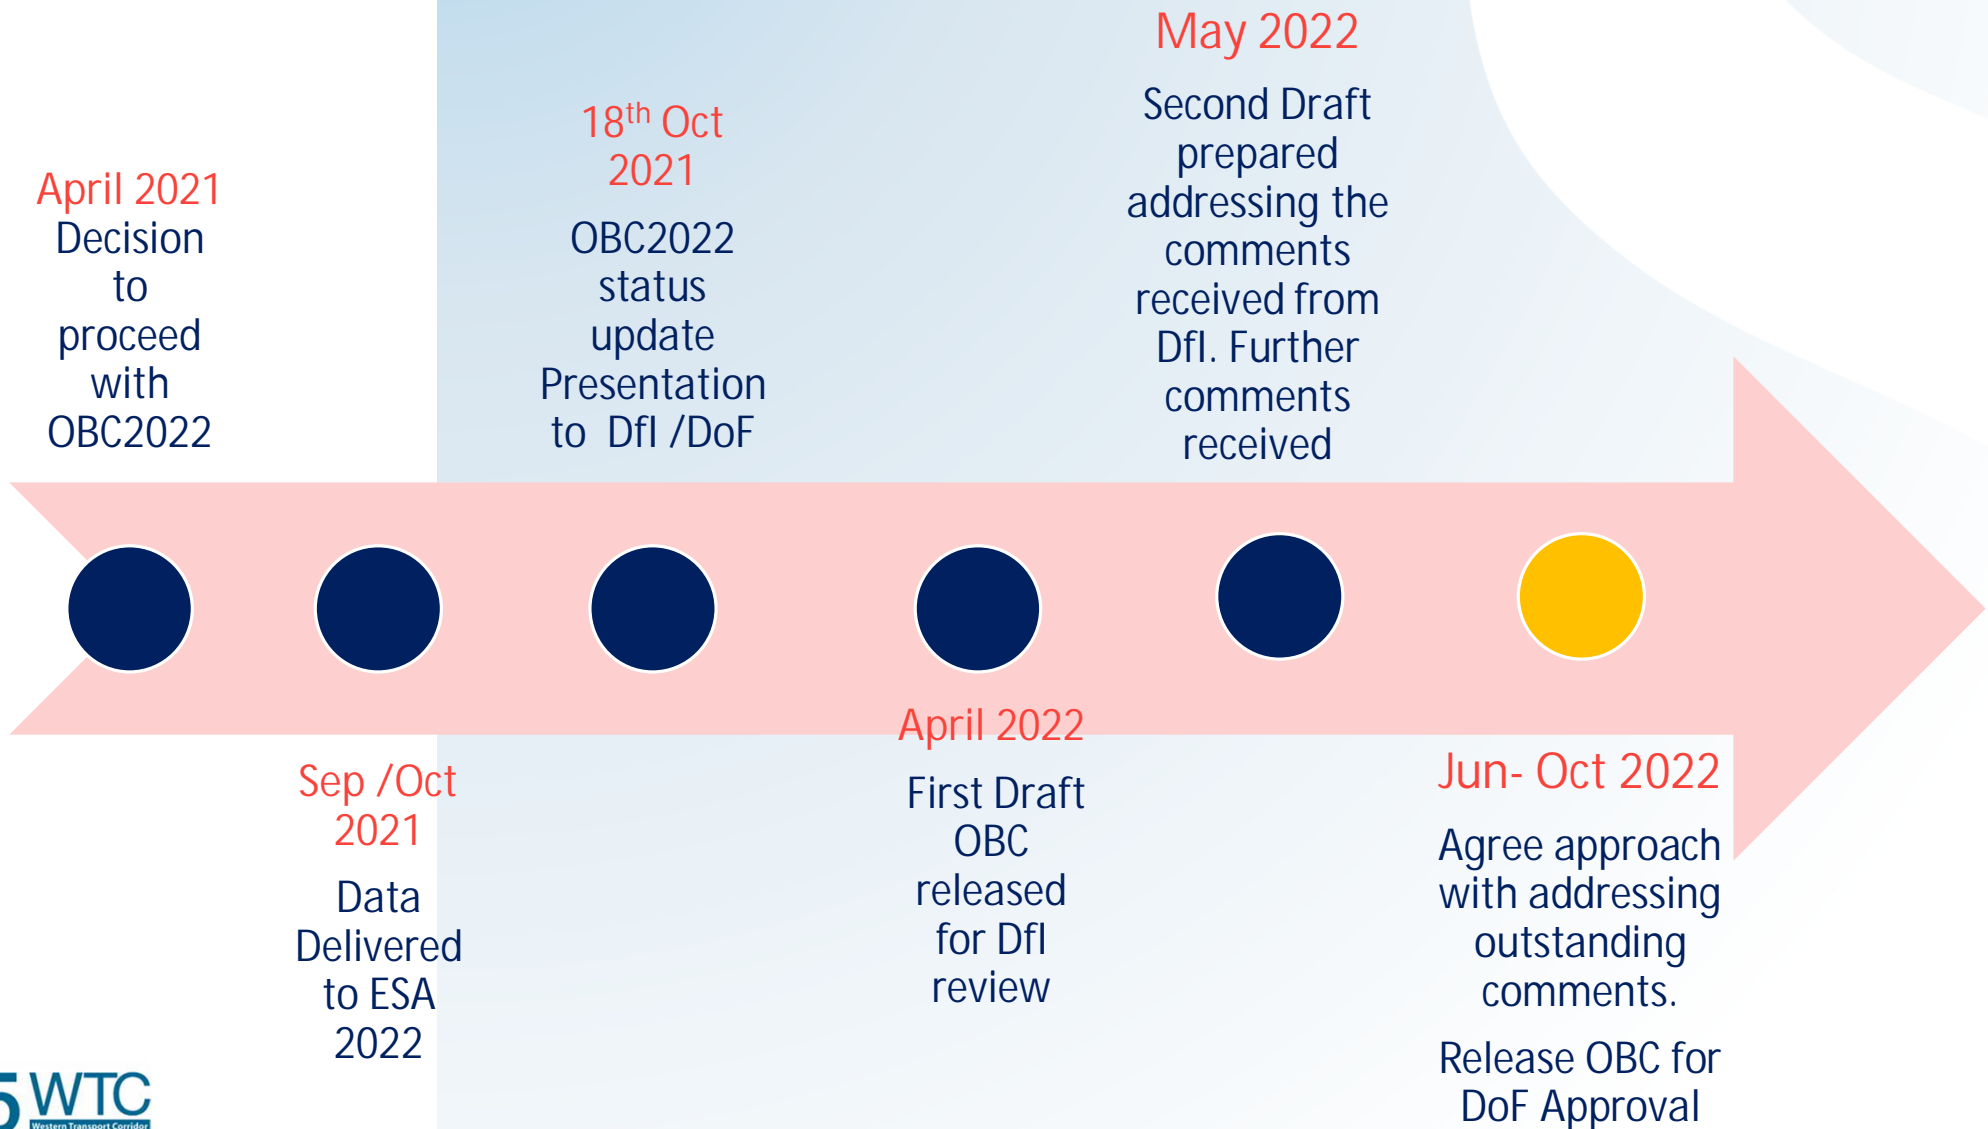 April 2021
Decision
to
proceed
with
OBC2022
Sep /Oct
2021
Data
Delivered
to ESA
2022
18th Oct
2021
OBC2022
status
update
Presentation
to DfI /DoF
April 2022
First Draft
OBC
released
for DfI
review
May 2022
Second Draft
prepared
addressing the
comments
received from
DfI. Further
comments
received
Jun- Oct 2022
Agree approach
with addressing
outstanding
comments.
Release OBC for
DoF Approval
5 WTC
Western Transport Corridor